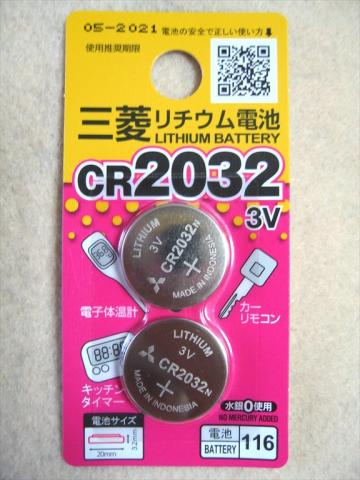 05-2021 電池の安全で正しい使い方
使用推奨期限
三菱リチウム電池
LITHIUM BATTERY
CR2032
3V
LITHIUM
3V
CR2032N
MADE IN INDONESIA
電子体温計
カー
リモコン
LITHIUM
3V
CR2032N
MADE IN INDONESIA
キッチン
タイマー
水銀0使用
NO MERCURY ADDED
電池サイズ
3.2mm
20mm
電池
BATTERY
116